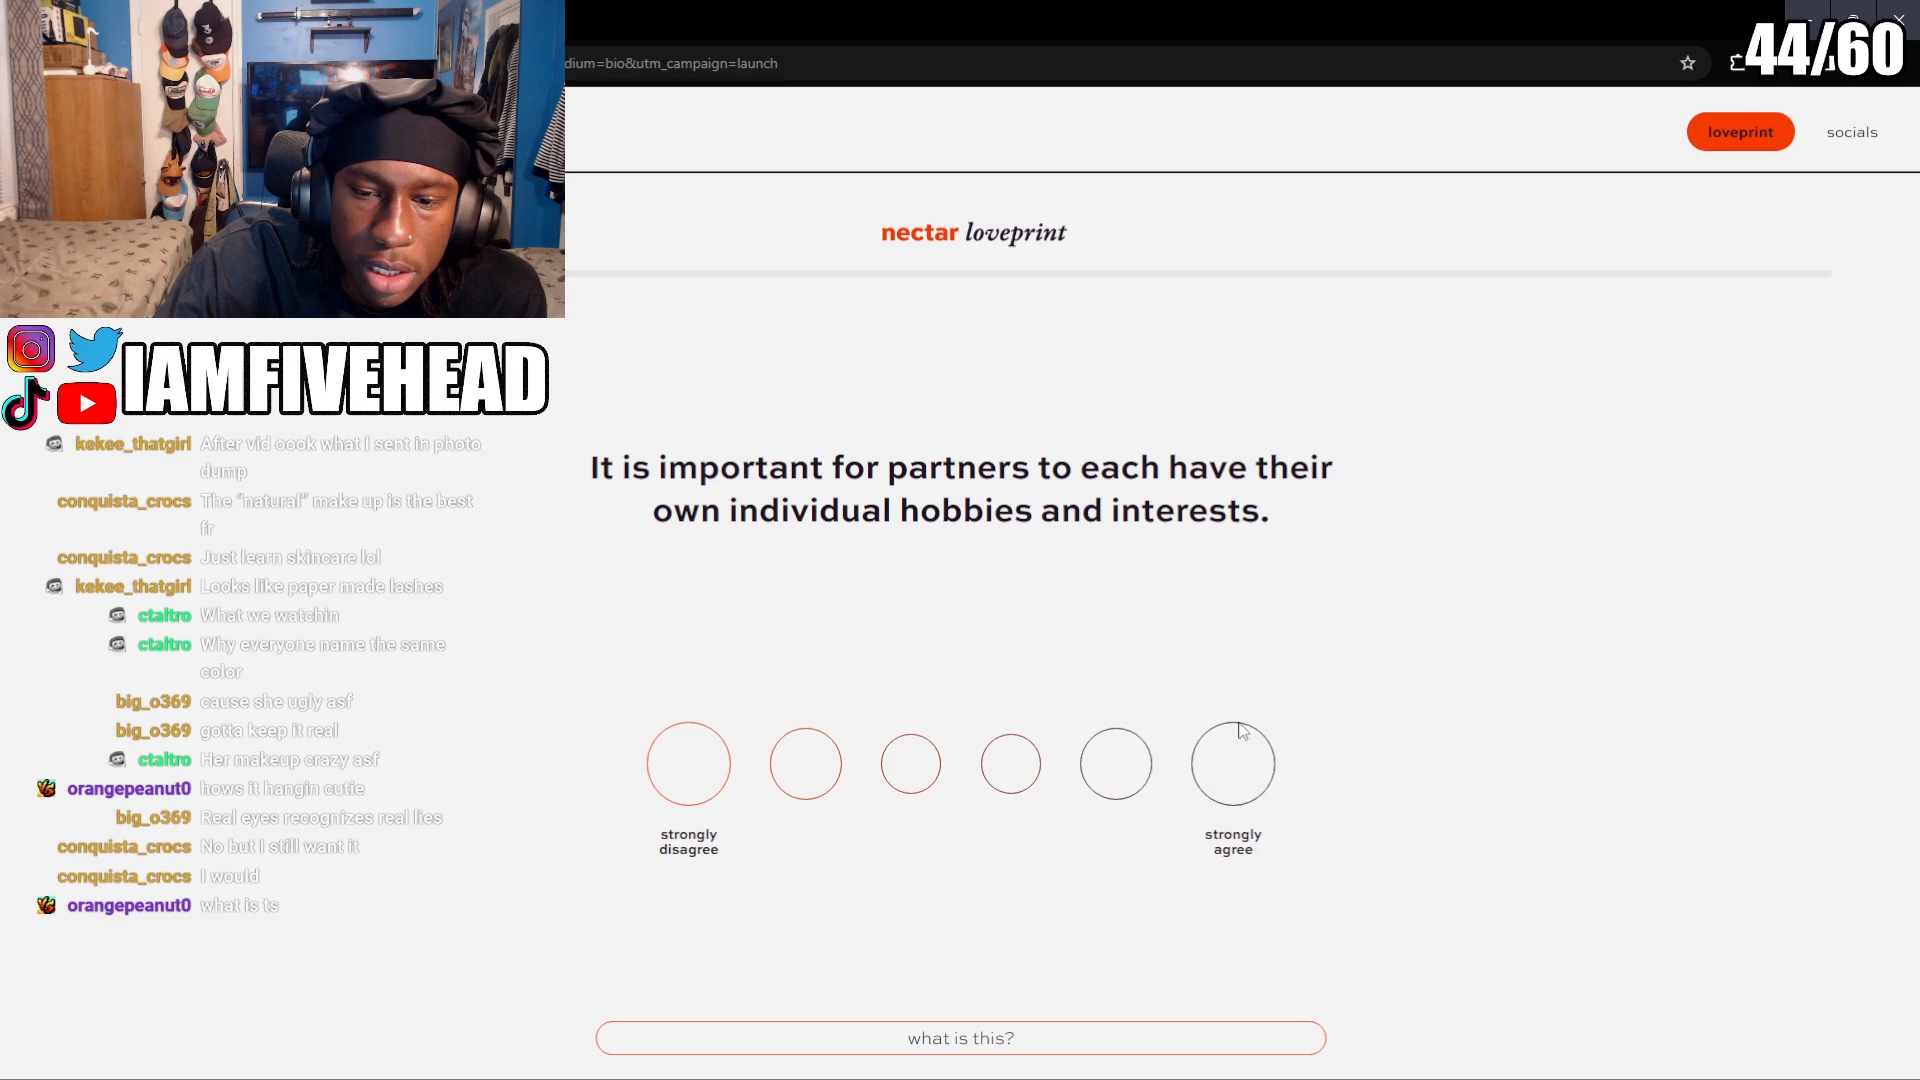 44/60
dium=bio&utm_campaign=launch
loveprint
socials
nectar loveprint
IAMFIVEHEAD
kekee_thatgirl After vid oook what I sent in photo
dump
conquista_crocs The "natural" make up is the best
fr
conquista_crocs Just learn skincare lol
kekee_thatgirl Looks like paper made lashes
ctaltro What we watchin
ctaltro Why everyone name the same
color
big_o369 cause she ugly asf
big_o369 gotta keep it real
ctaltro Her makeup crazy asf
orangepeanut0 hows it hangin cutie
big_o369 Real eyes recognizes real lies
conquista_crocs No but I still want it
conquista_crocs I would
orangepeanut0 what is ts
It is important for partners to each have their
own individual hobbies and interests.
strongly
disagree
strongly
agree
what is this?